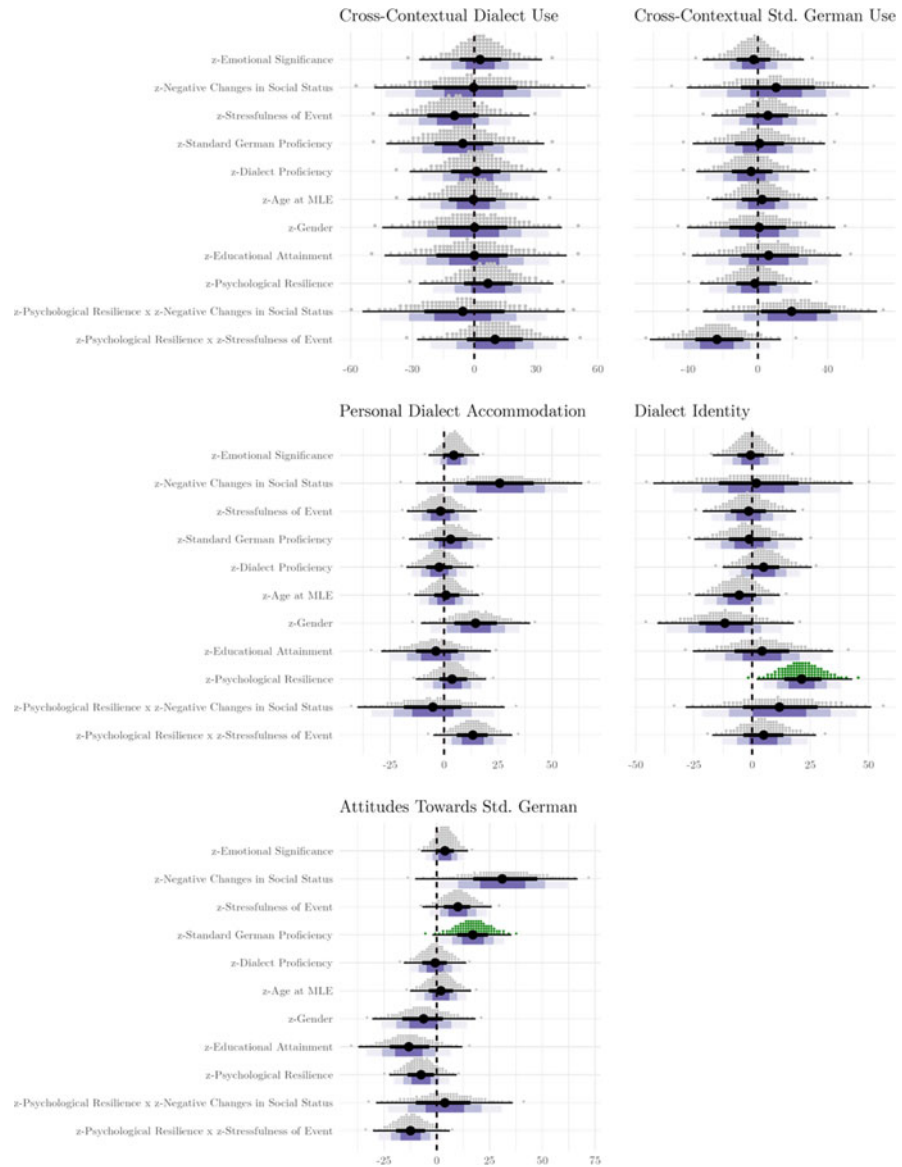 Cross-Contextual Dialect Use
Cross-Contextual Std. German Use
z-Emotional Significance
z-Negative Changes in Social Status
z-Stressfulness of Event
z-Standard German Proficiency
z-Dialect Proficiency
z-Age at MLE
z-Gender
z-Educational Attainment
z-Psychological Resilience
z-Psychological Resilience x z-Negative Changes in Social Status
z-Psychological Resilience x z-Stressfulness of Event
-60 -30 0 30 60
-40 0 40
Personal Dialect Accommodation
Dialect Identity
z-Emotional Significance
z-Negative Changes in Social Status
z-Stressfulness of Event
z-Standard German Proficiency
z-Dialect Proficiency
z-Age at MLE
z-Gender
z-Educational Attainment
z-Psychological Resilience
z-Psychological Resilience x z-Negative Changes in Social Status
z-Psychological Resilience x z-Stressfulness of Event
-25 0 25 50
-50 -25 0 25 50
Attitudes Towards Std. German
z-Emotional Significance
z-Negative Changes in Social Status
z-Stressfulness of Event
z-Standard German Proficiency
z-Dialect Proficiency
z-Age at MLE
z-Gender
z-Educational Attainment
z-Psychological Resilience
z-Psychological Resilience x z-Negative Changes in Social Status
z-Psychological Resilience x z-Stressfulness of Event
-25 0 25 50 75